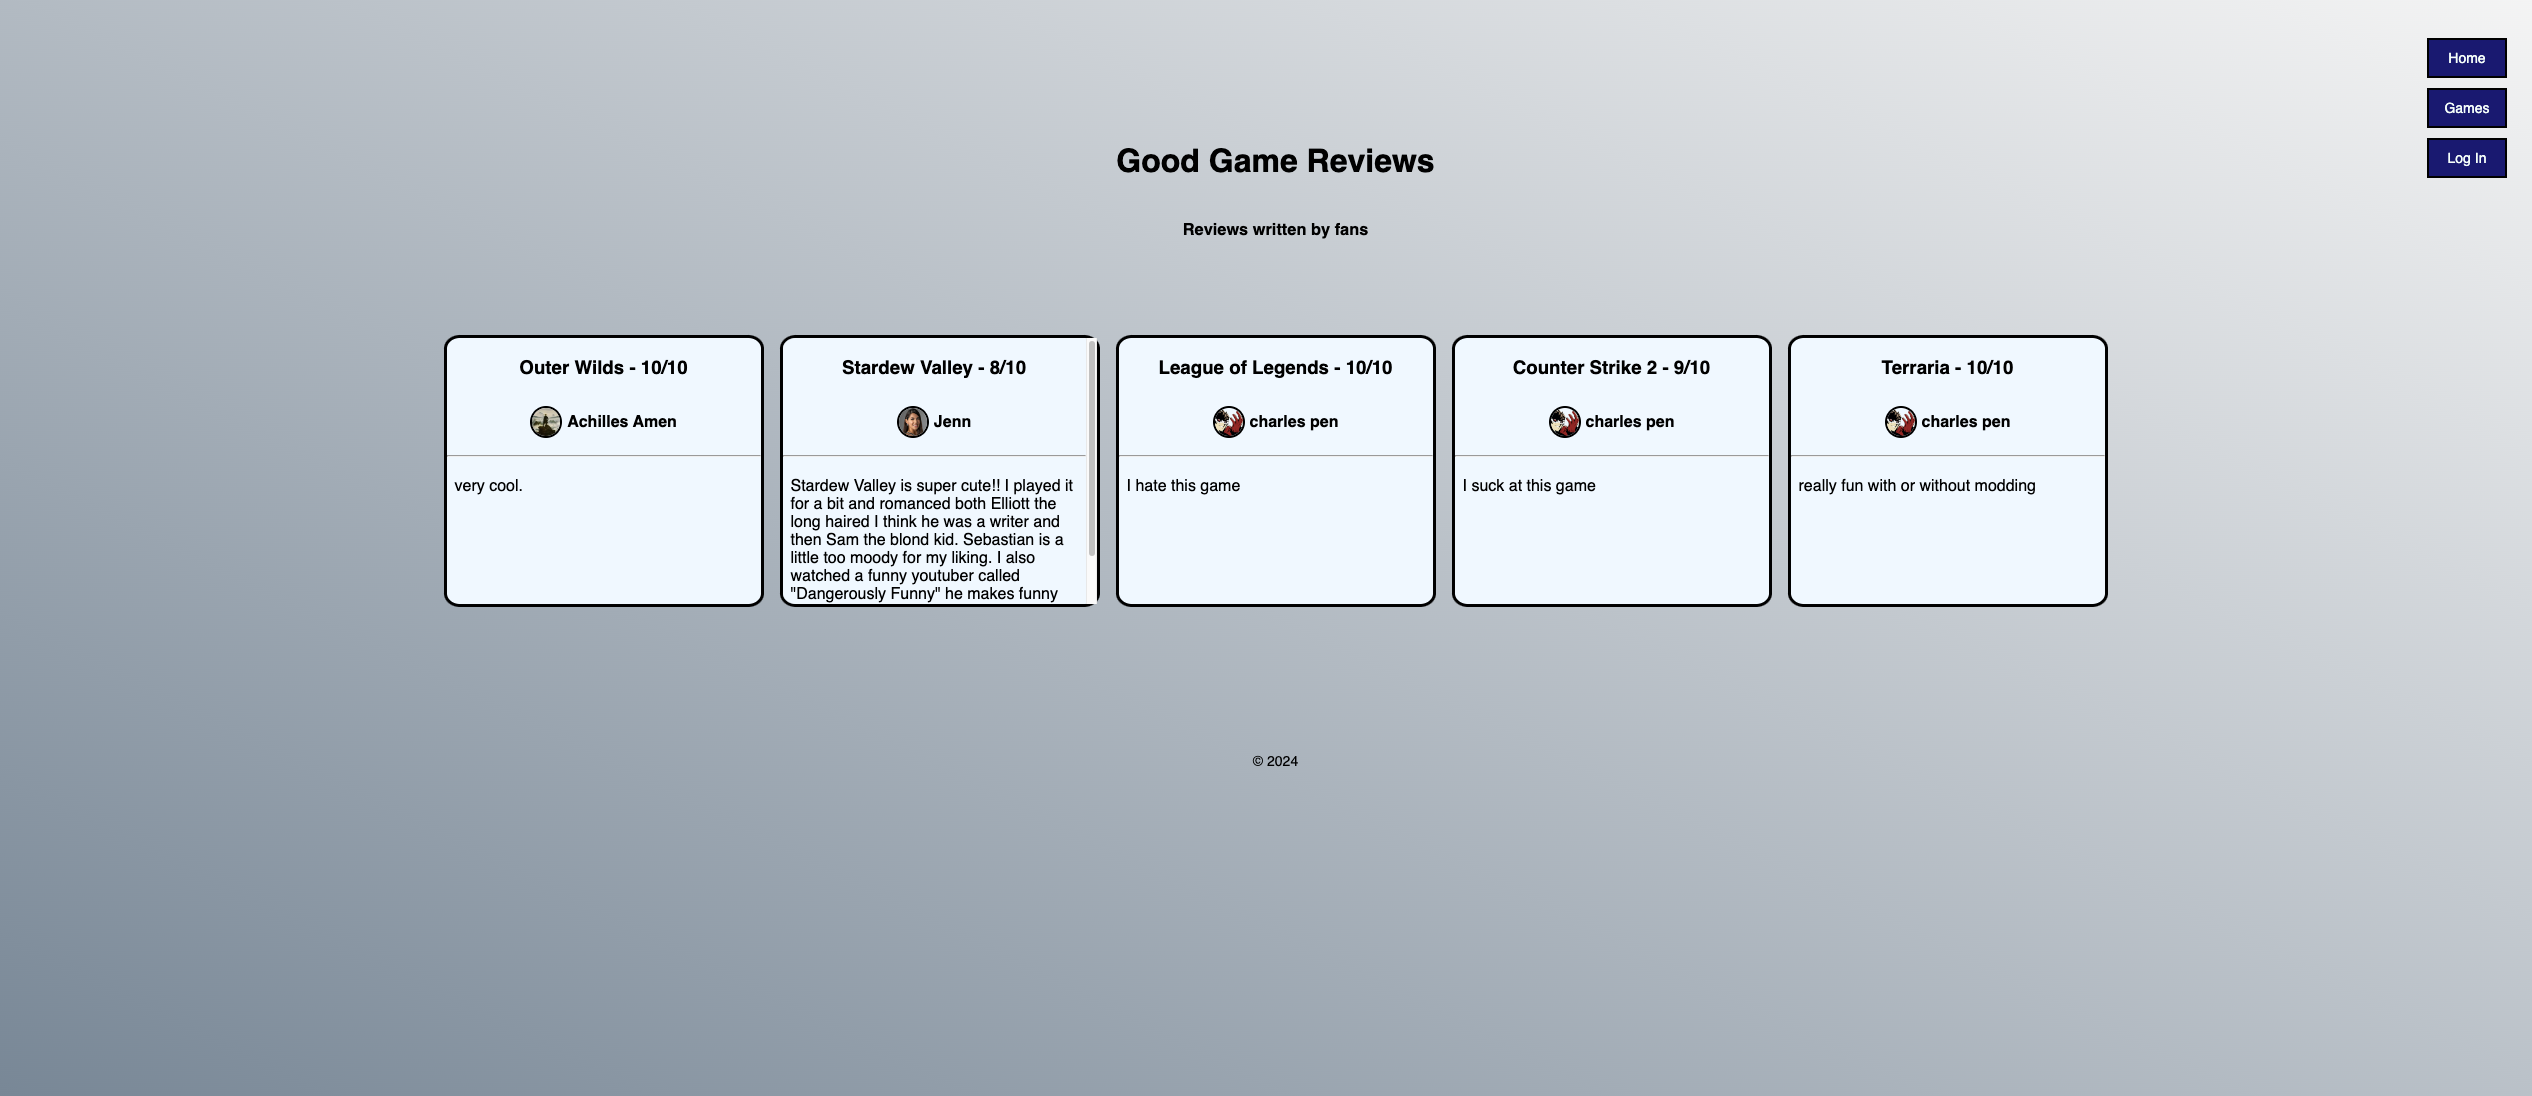 Home
Games
Log In
Good Game Reviews
Reviews written by fans
Outer Wilds - 10/10
Achilles Amen
very cool.
Stardew Valley - 8/10
Jenn
Stardew Valley is super cute!! I played it
for a bit and romanced both Elliott the
long haired I think he was a writer and
then Sam the blond kid. Sebastian is a
little too moody for my liking. I also
watched a funny youtuber called
"Dangerously Funny" he makes funny
League of Legends - 10/10
charles pen
I hate this game
Counter Strike 2 - 9/10
charles pen
I suck at this game
Terraria - 10/10
charles pen
really fun with or without modding
© 2024